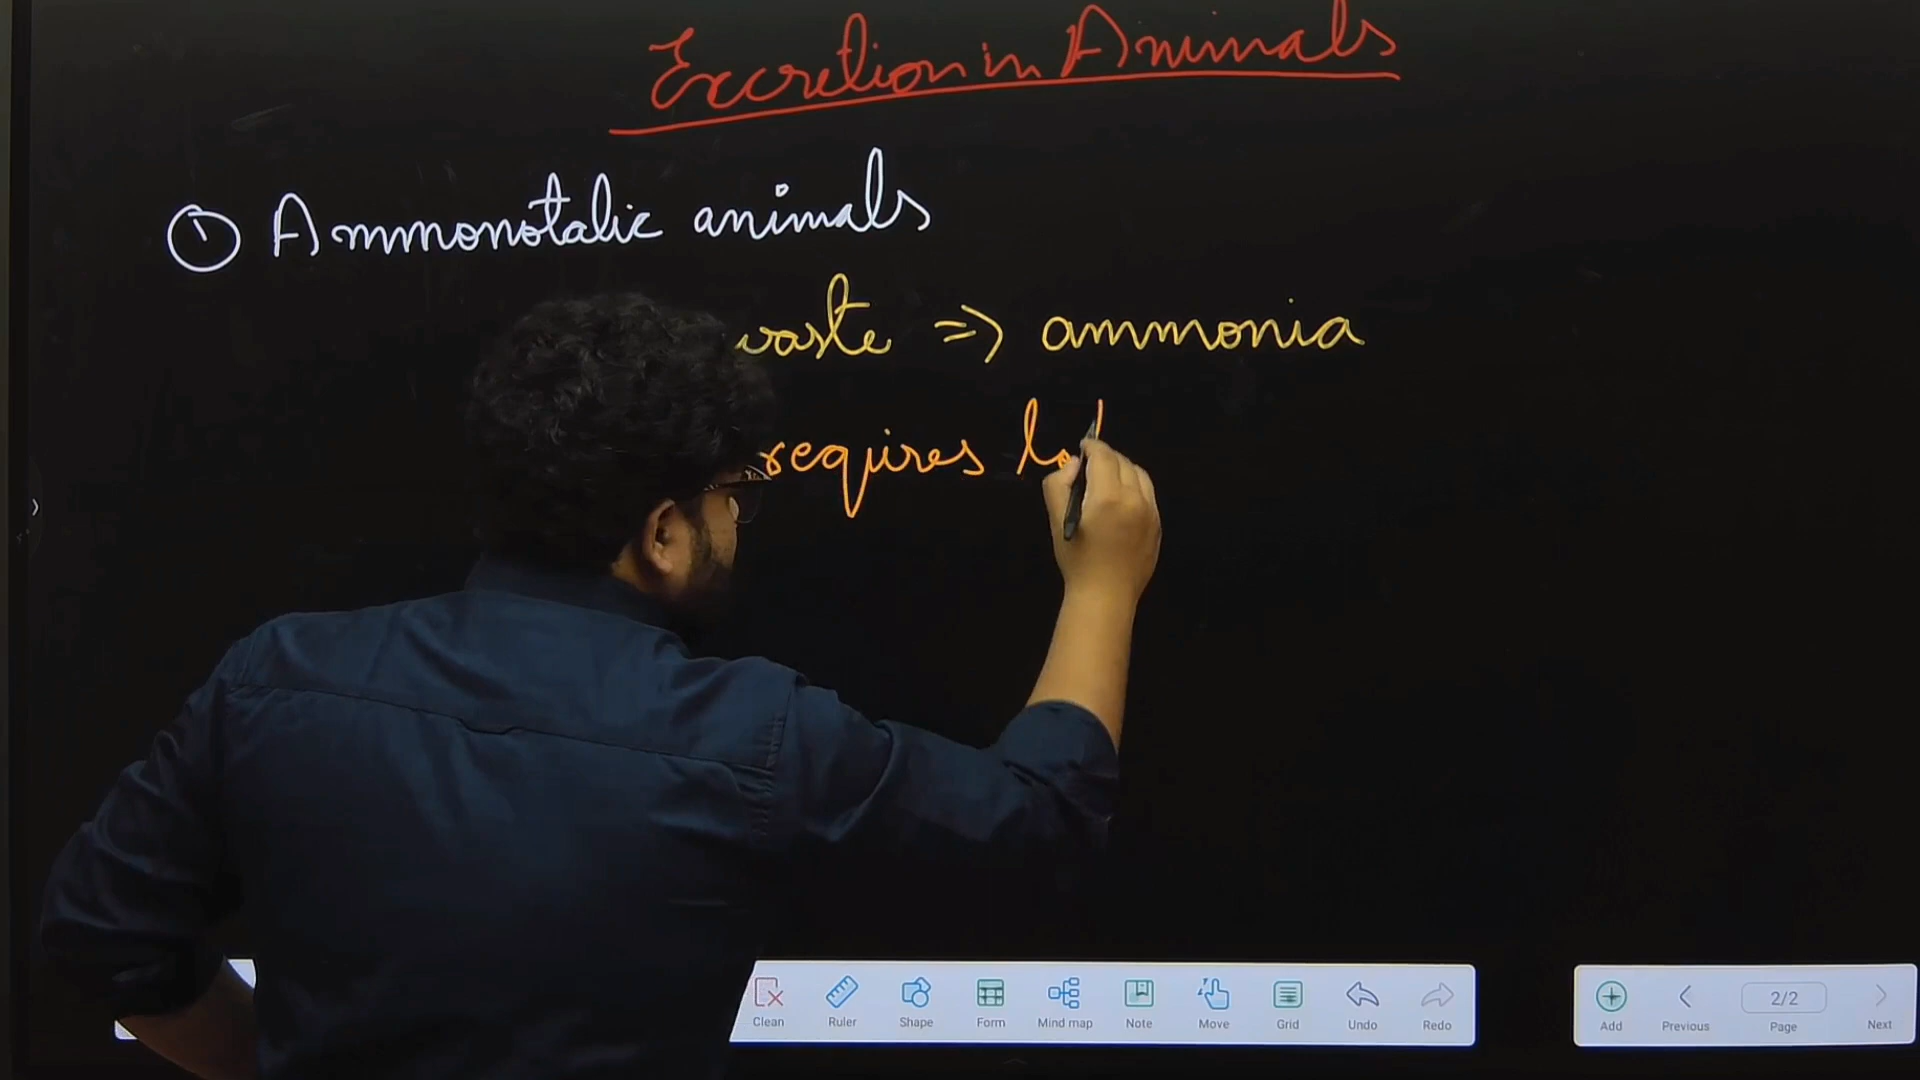 Excretion in Animals
1 Ammonotalic animals
waste => ammonia
requires
Clean Ruler Shape Form Mind map Note Move Grid Undo Redo
Add Previous 2/2 Page Next